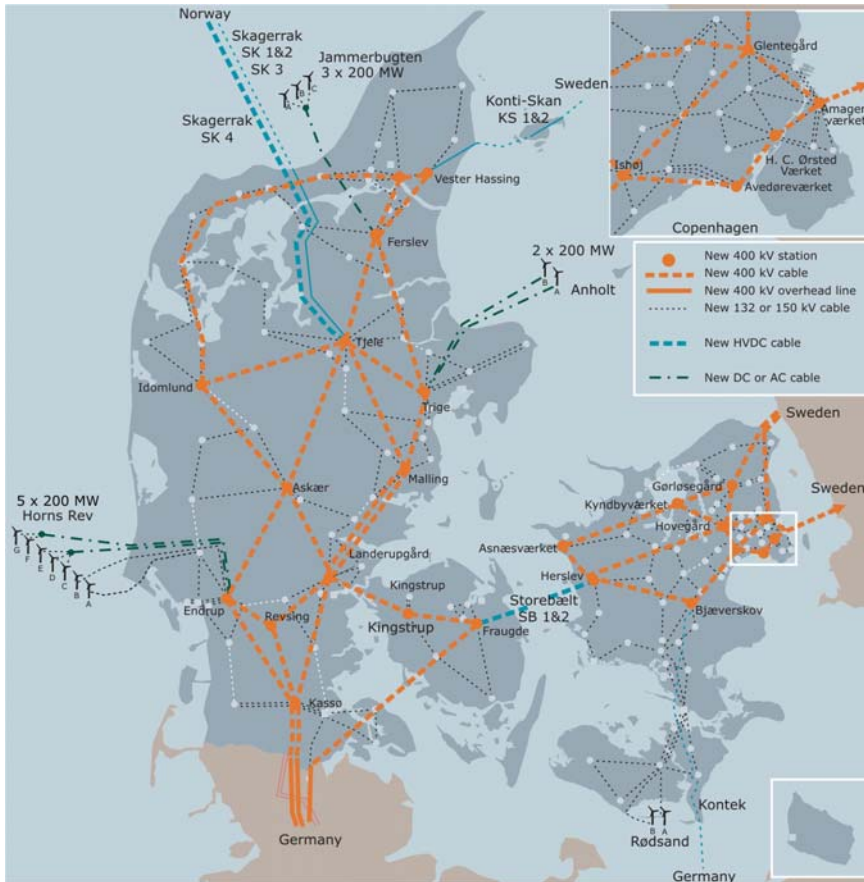 Norway
Skagerrak
SK 1&2
SK 3
Jammerbugten
3 x 200 MW
A
B
C
Skagerrak
SK 4
Konti-Skan
KS 1&2
Sweden
Vester Hassing
Ferslev
2 x 200 MW
B
A
Anholt
Tjele
Idomlund
Trige
Askær
Malling
5 x 200 MW
Horns Rev
G
F
E
D
C
B
A
Landerupgård
Endrup
Revsing
Kingstrup
Kingstrup
Fraugde
Kassø
Germany
Storebælt
SB 1&2
Asnæsværket
Herslev
Kyndbyværket
Gørløsegård
Hovegård
Bjæverskov
Sweden
Sweden
Kontek
B
A
Rødsand
Germany
Glentegård
Amager
værket
H. C. Ørsted
Værket
Ishøj
Avedøreværket
Copenhagen
New 400 kV station
New 400 kV cable
New 400 kV overhead line
New 132 or 150 kV cable
New HVDC cable
New DC or AC cable